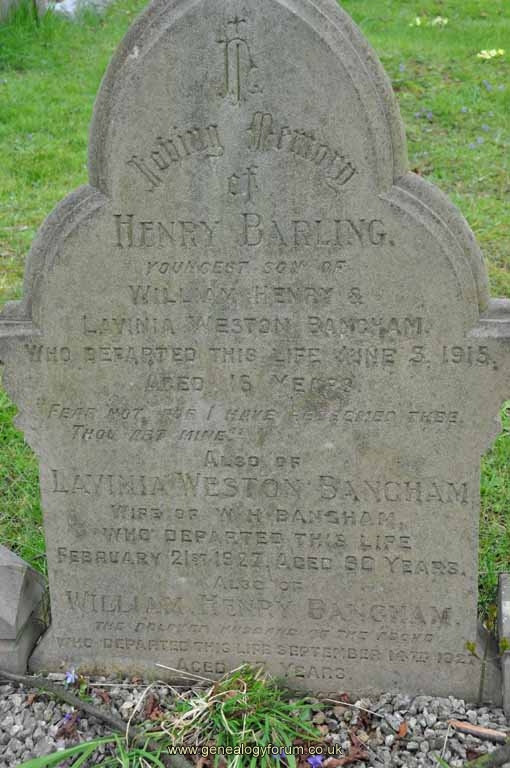 IHS
In Loving Memory
of
HENRY BARLING.
YOUNGEST SON OF
WILLIAM HENRY &
LAVINIA WESTON BANGHAM.
WHO DEPARTED THIS LIFE JUNE 3, 1915,
AGED 16 YEARS.
"FEAR NOT, FOR I HAVE REDEEMED THEE.
THOU ART MINE."
ALSO OF
LAVINIA WESTON BANGHAM
WIFE OF W. H. BANGHAM,
WHO DEPARTED THIS LIFE
FEBRUARY 21ST 1927, AGED 60 YEARS.
ALSO OF
WILLIAM HENRY BANGHAM.
THE BELOVED HUSBAND OF THE ABOVE
WHO DEPARTED THIS LIFE SEPTEMBER 14TH
AGED YEARS
www.genealogyforum.co.uk